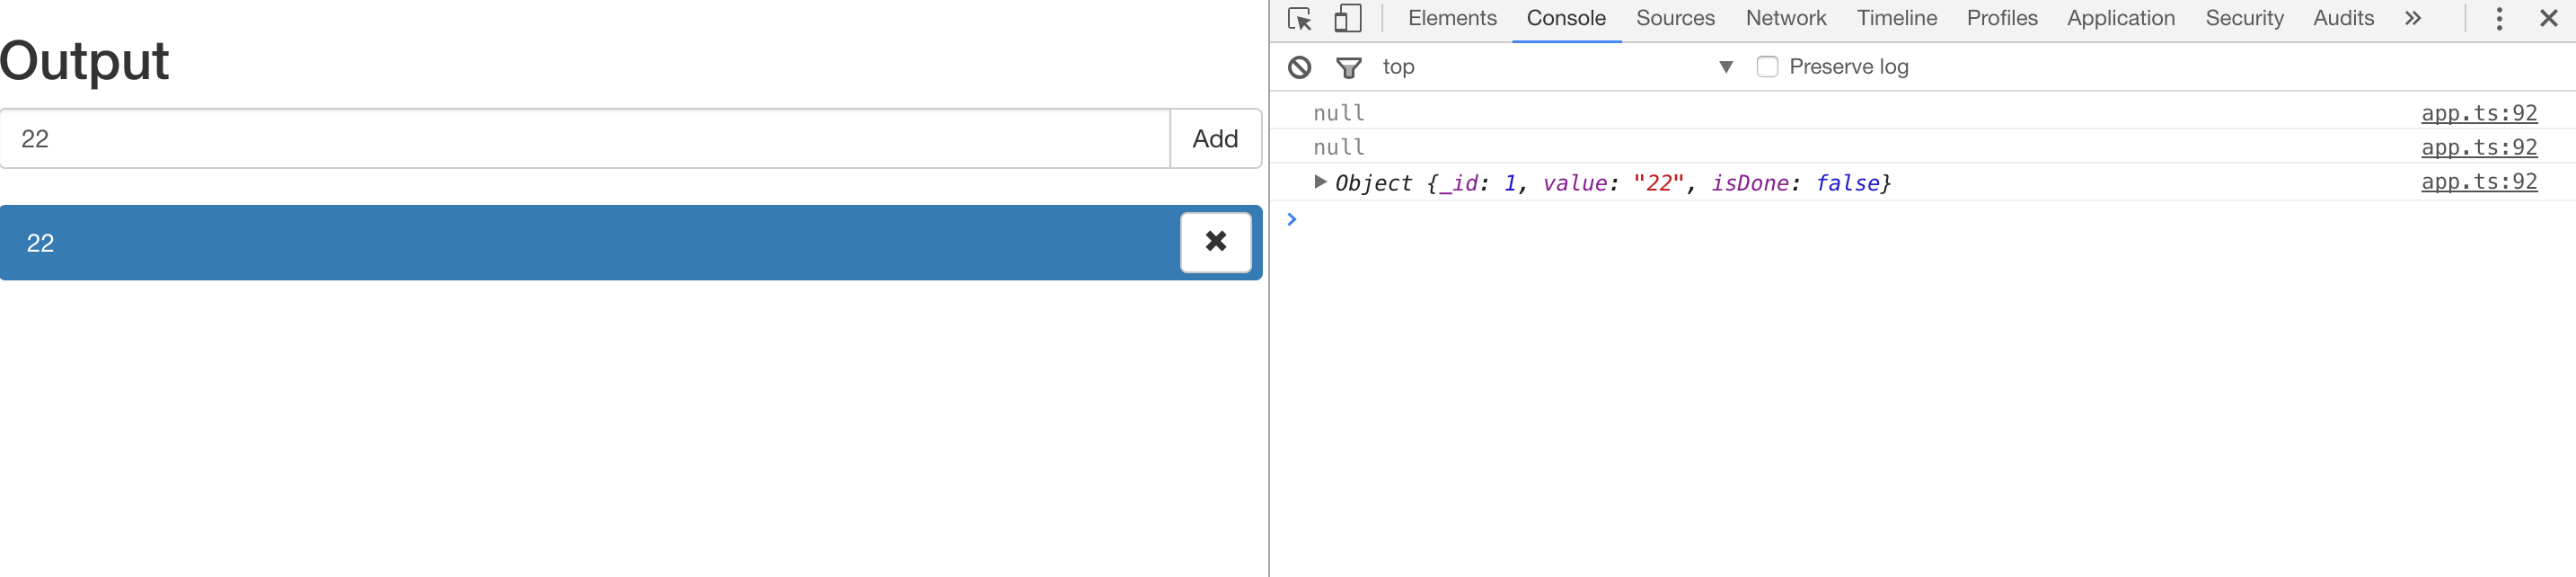 Output
22
Add
22
Elements Console Sources Network Timeline Profiles Application Security Audits
top
Preserve log
null app.ts:92
null app.ts:92
Object {_id: 1, value: "22", isDone: false} app.ts:92